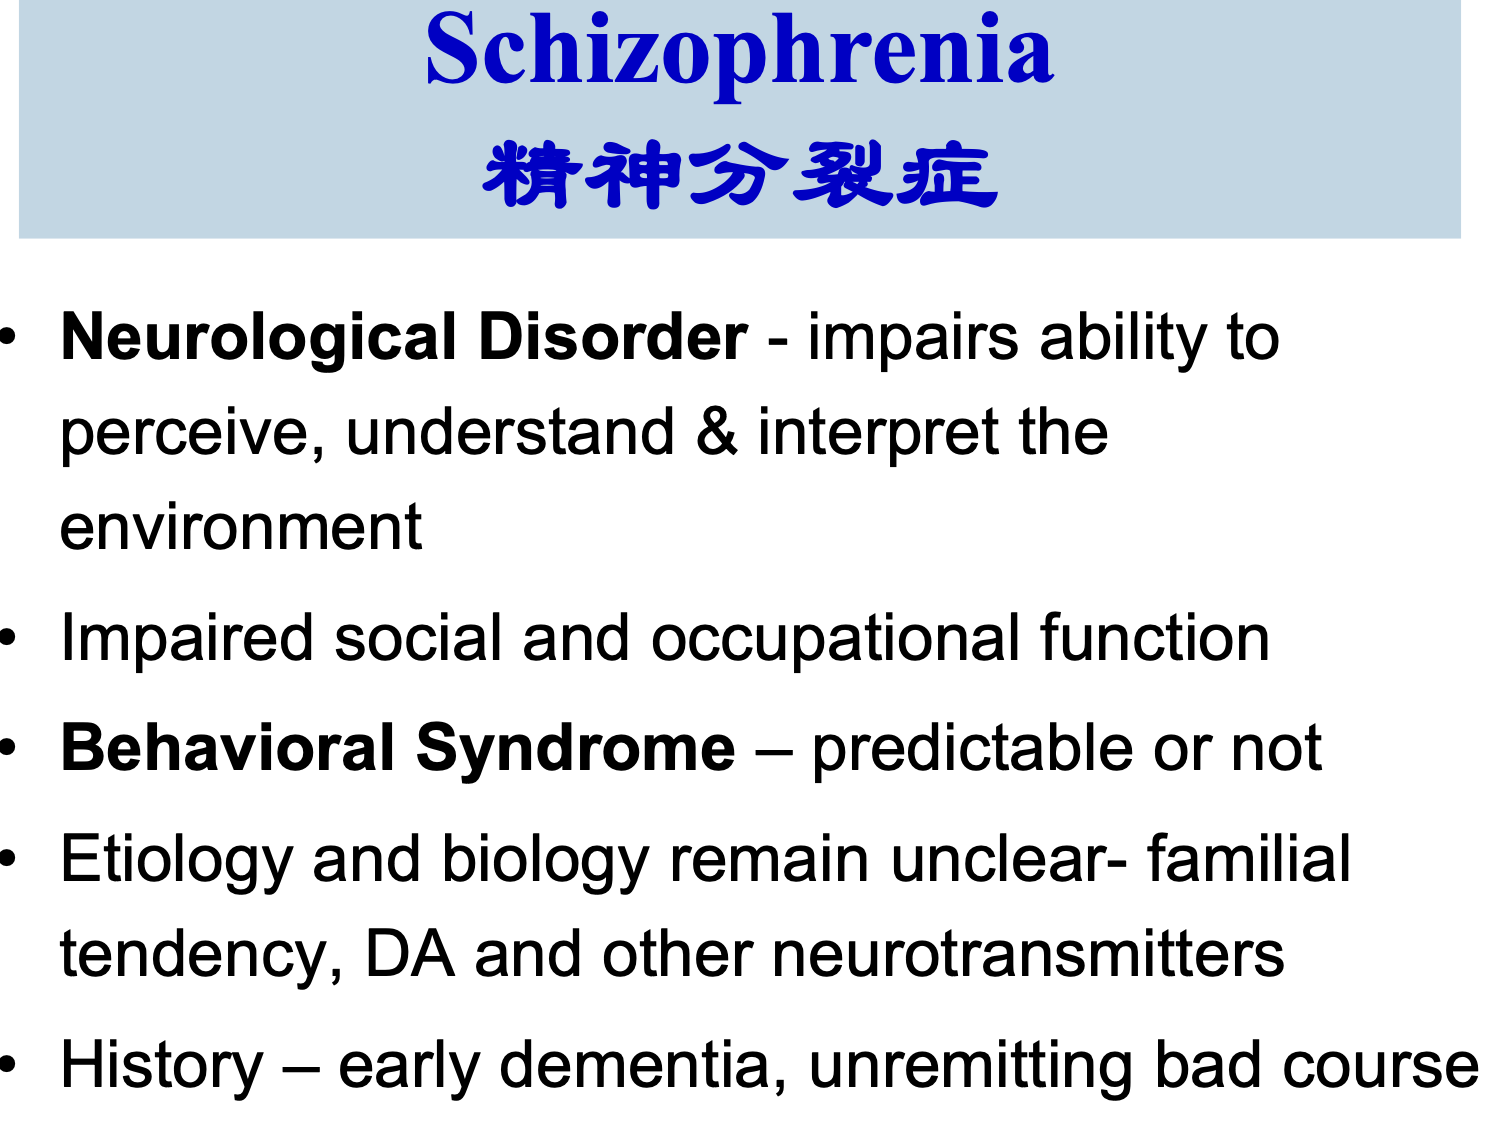 Schizophrenia
精神分裂症
• Neurological Disorder - impairs ability to
perceive, understand & interpret the
environment
• Impaired social and occupational function
• Behavioral Syndrome – predictable or not
• Etiology and biology remain unclear- familial
tendency, DA and other neurotransmitters
• History – early dementia, unremitting bad course